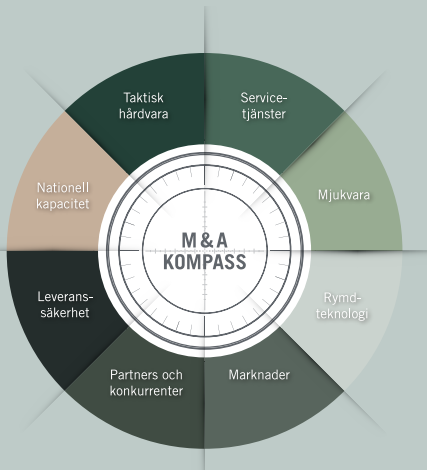 Taktisk
hårdvara
Service-
tjänster
Mjukvara
Rymd-
teknologi
Marknader
Partners och
konkurrenter
Leverans-
säkerhet
Nationell
kapacitet
M & A
KOMPASS